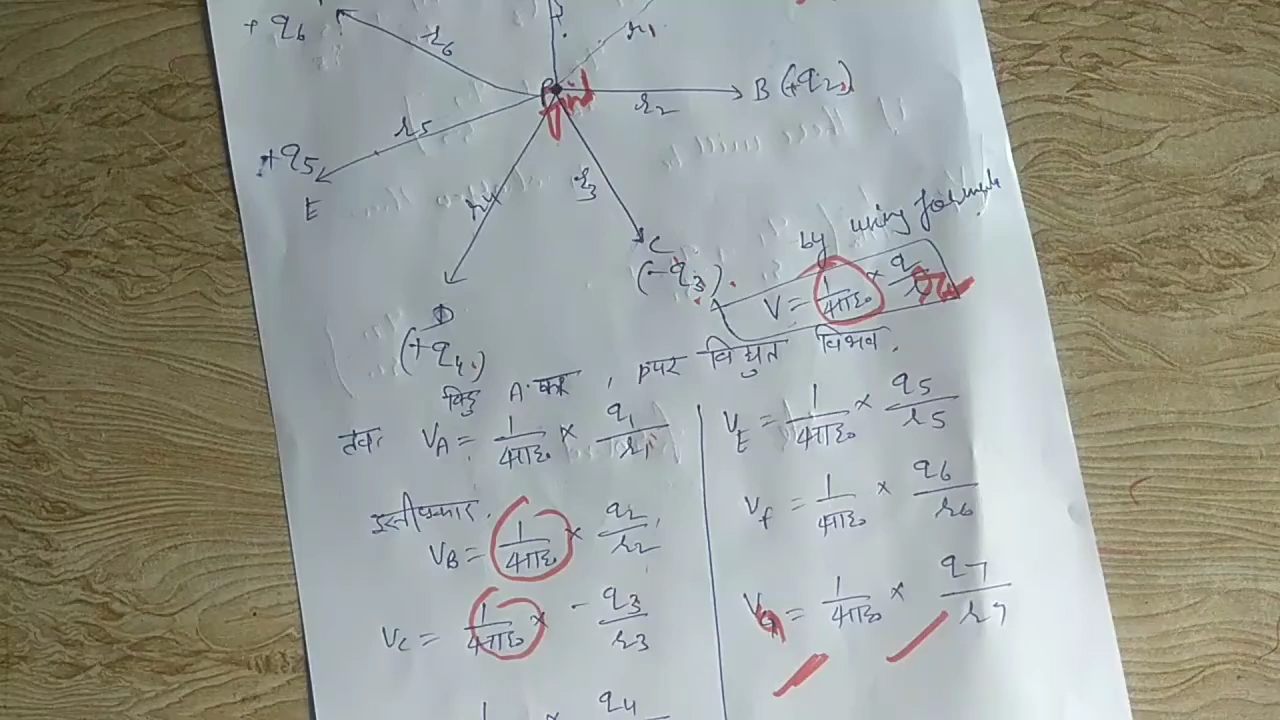 + q6
r6
r1
P
B (+q2)
r2
r5
+q5
E
r4
r3
C
(-q3)
by using formula
V = 1/4πε₀ × q/r
D
(+q4)
बिंदु A का, P पर विद्युत विभव.
तब, VA = 1/4πε₀ × q1/r1
VE = 1/4πε₀ × q5/r5
इसी प्रकार,
VB = 1/4πε₀ × q2/r2
Vf = 1/4πε₀ × q6/r6
VC = 1/4πε₀ × - q3/r3
VG = 1/4πε₀ × q7/r7
1 × q4